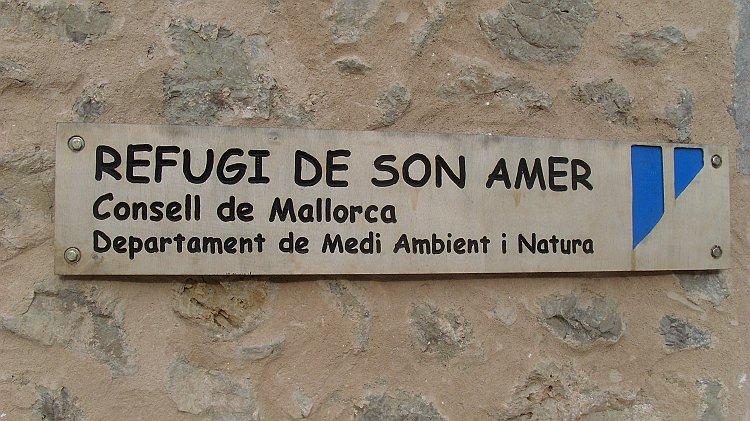 REFUGI DE SON AMER
Consell de Mallorca
Departament de Medi Ambient i Natura